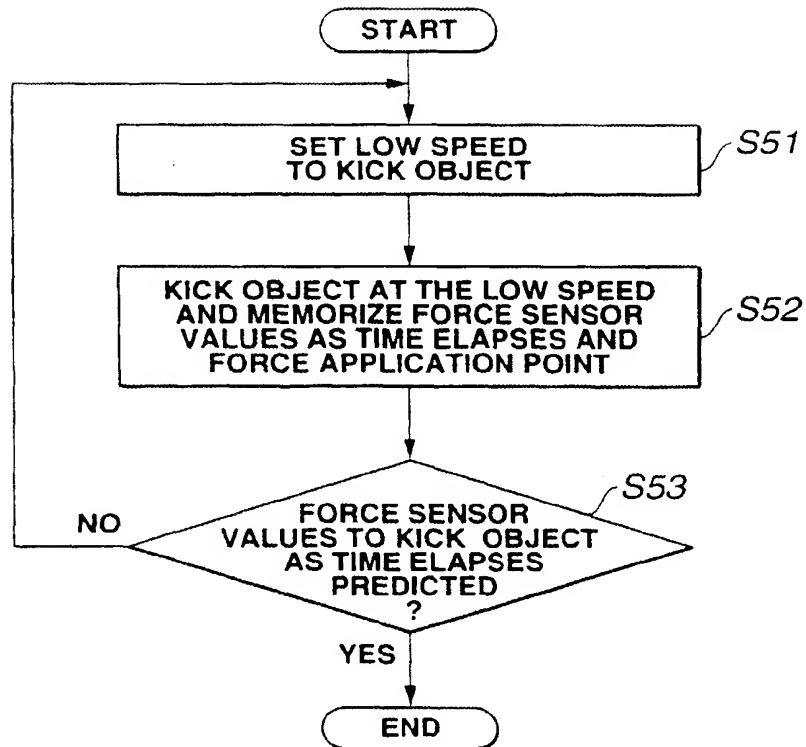 START
SET LOW SPEED
TO KICK OBJECT
S51
KICK OBJECT AT THE LOW SPEED
AND MEMORIZE FORCE SENSOR
VALUES AS TIME ELAPSES AND
FORCE APPLICATION POINT
S52
FORCE SENSOR
VALUES TO KICK OBJECT
AS TIME ELAPSES
PREDICTED
?
S53
NO
YES
END